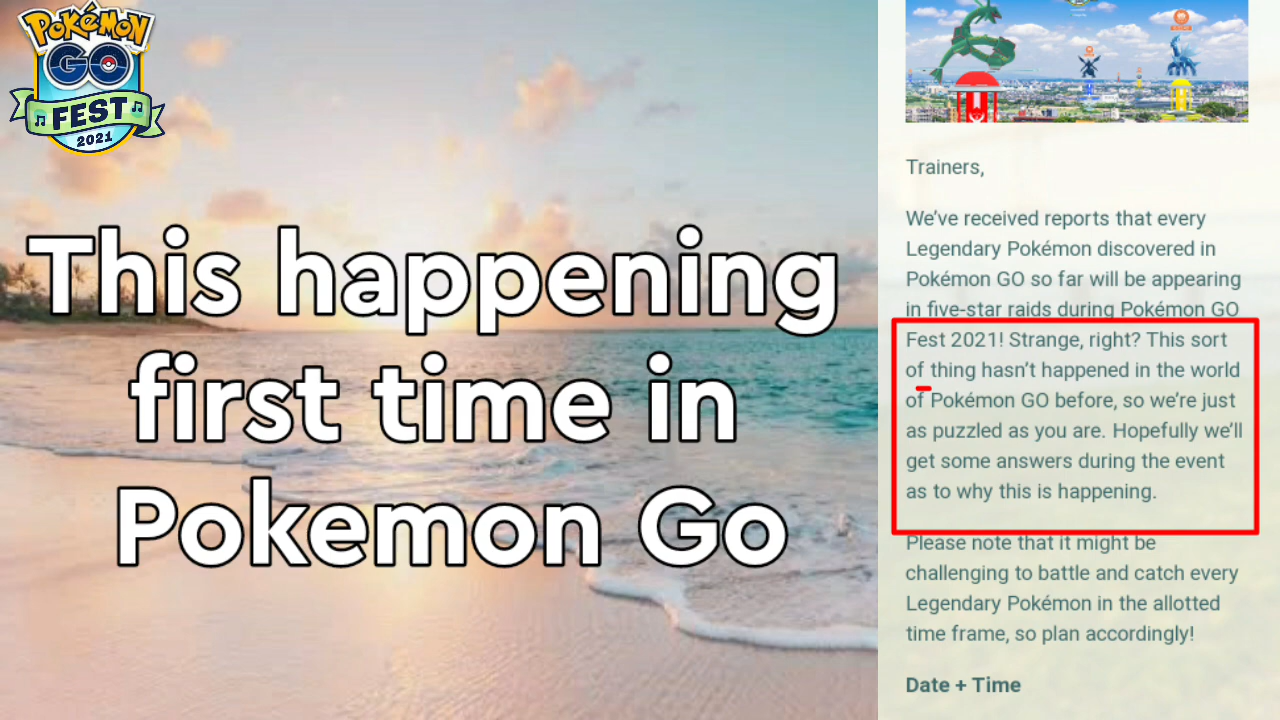 POKÉMON
GO
FEST
2021
This happening
first time in
Pokemon Go
Trainers,
We’ve received reports that every
Legendary Pokémon discovered in
Pokémon GO so far will be appearing
in five-star raids during Pokémon GO
Fest 2021! Strange, right? This sort
of thing hasn’t happened in the world
of Pokémon GO before, so we’re just
as puzzled as you are. Hopefully we’ll
get some answers during the event
as to why this is happening.
Please note that it might be
challenging to battle and catch every
Legendary Pokémon in the allotted
time frame, so plan accordingly!
Date + Time